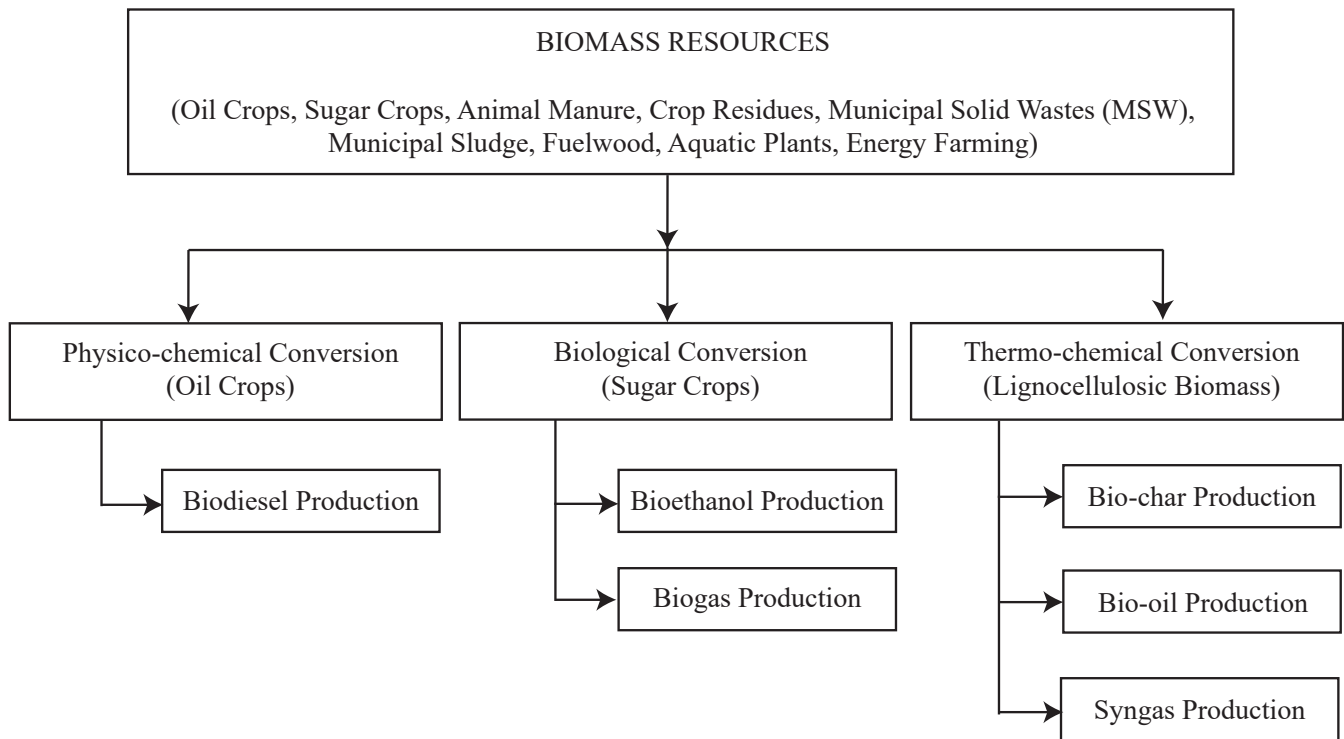 BIOMASS RESOURCES
(Oil Crops, Sugar Crops, Animal Manure, Crop Residues, Municipal Solid Wastes (MSW),
Municipal Sludge, Fuelwood, Aquatic Plants, Energy Farming)
Physico-chemical Conversion
(Oil Crops)
Biodiesel Production
Biological Conversion
(Sugar Crops)
Bioethanol Production
Biogas Production
Thermo-chemical Conversion
(Lignocellulosic Biomass)
Bio-char Production
Bio-oil Production
Syngas Production